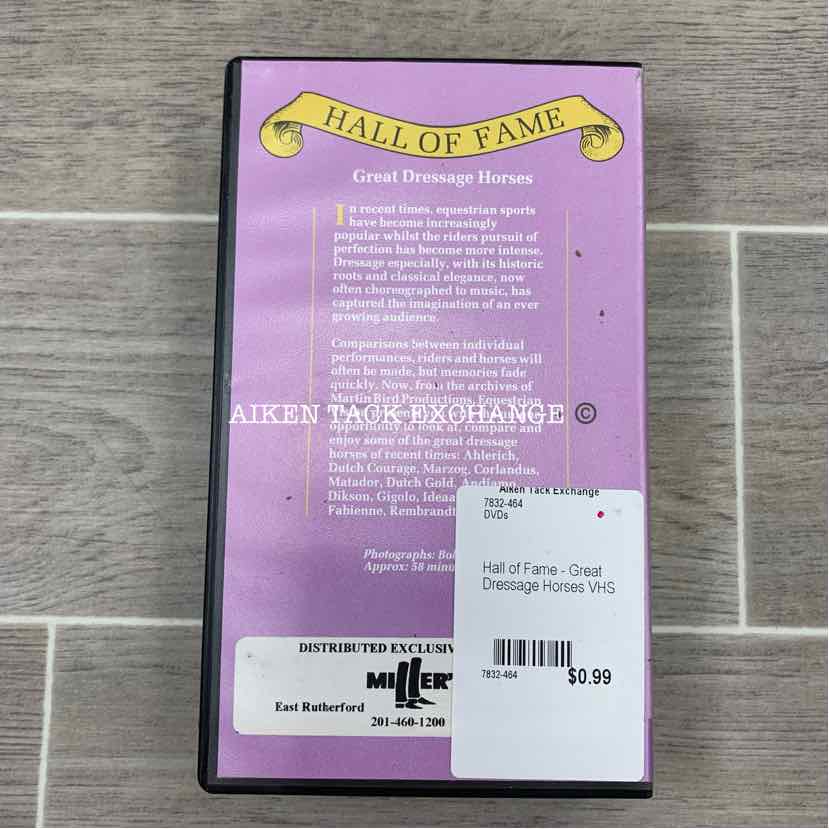 HALL OF FAME
Great Dressage Horses
In recent times, equestrian sports
have become increasingly
popular whilst the riders pursuit of
perfection has become more intense.
Dressage especially, with its historic
roots and classical elegance, now
often choreographed to music, has
captured the imagination of an ever
growing audience.
Comparisons between individual
performances, riders and horses will
often be made, but memories fade
quickly. Now, from the archives of
Martin Bird Productions, Equestrian
AIKEN TACK EXCHANGE ©
opportunity to look at, compare and
enjoy some of the great dressage
horses of recent times: Ahlerich,
Dutch Courage, Marzog, Corlandus,
Matador, Dutch Gold, Andiamo,
Dikson, Gigolo,
Fabienne, Rembrandt
Photographs:
Approx: 58
DISTRIBUTED
MILLER'
East Rutherford
201-460-1200
Aiken Tack Exchange
7832-464
DVDs
Hall of Fame - Great
Dressage Horses VHS
7832-464
$0.99